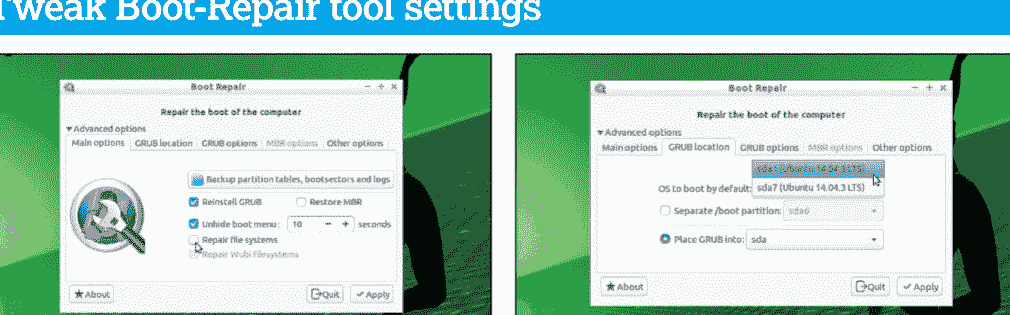 Tweak Boot-Repair tool settings
Boot Repair
Repair the boot of the computer
Advanced options
Main options GRUB location GRUB options MBR options Other options
Backup partition tables, bootsectors and logs
Reinstall GRUB Restore MBR
Unhide boot menu: 10 - + seconds
Repair file systems
Repair Wubi filesystems
About Quit Apply
Boot Repair
Repair the boot of the computer
Advanced options
Main options GRUB location GRUB options MBR options Other options
sda1 (Ubuntu 14.04.3 LTS)
OS to boot by default: sda7 (Ubuntu 14.04.3 LTS)
Separate /boot partition: sda6
Place GRUB into: sda
About Quit Apply